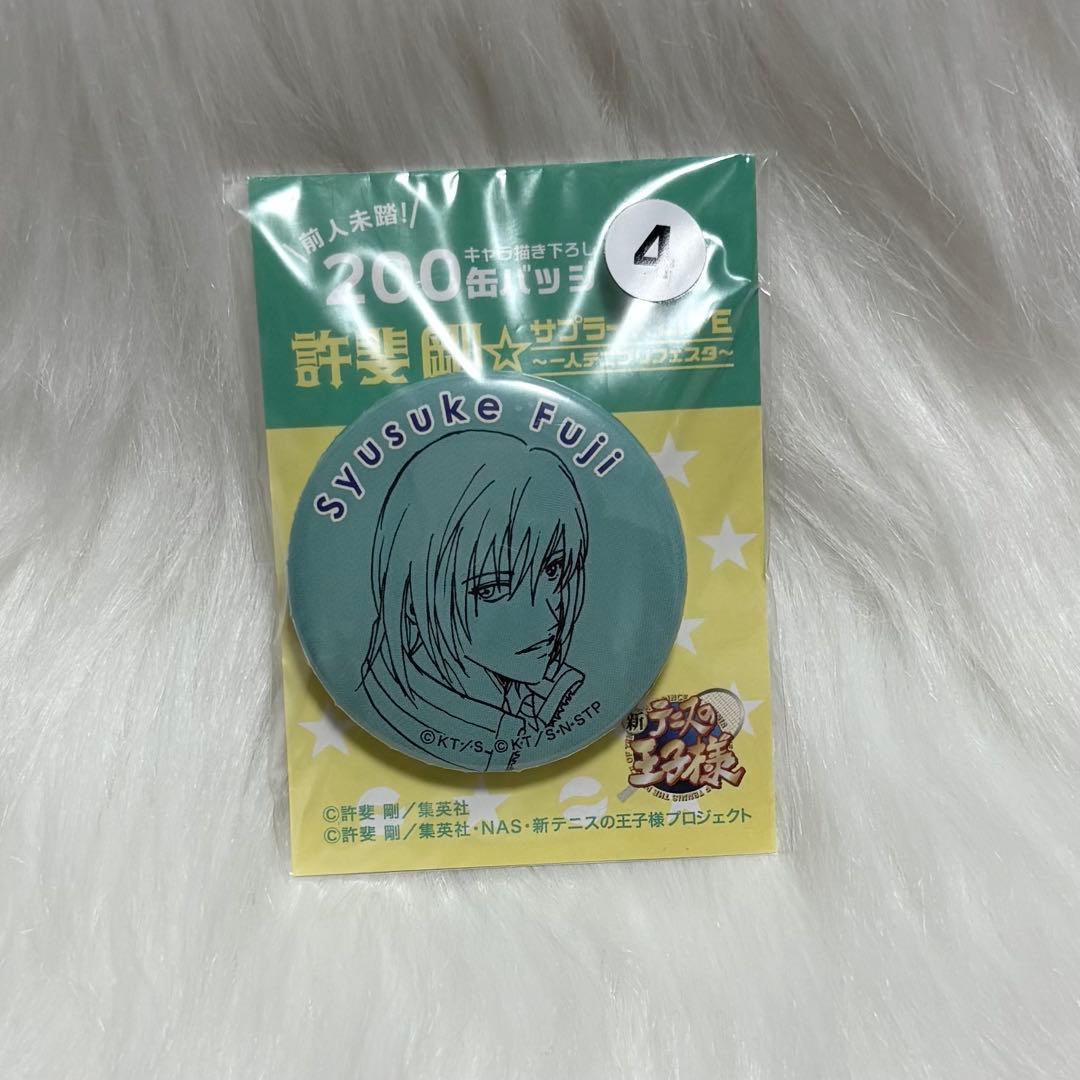 前人未踏！
キャラ描き下ろし
200缶バッジ
4
許斐 剛☆
サプラ
～一人テニプリフェスタ～
Syusuke Fuji
©KT/S ©KT/S・N・STP
新テニスの
王子様
©許斐 剛／集英社
©許斐 剛／集英社・NAS・新テニスの王子様プロジェクト